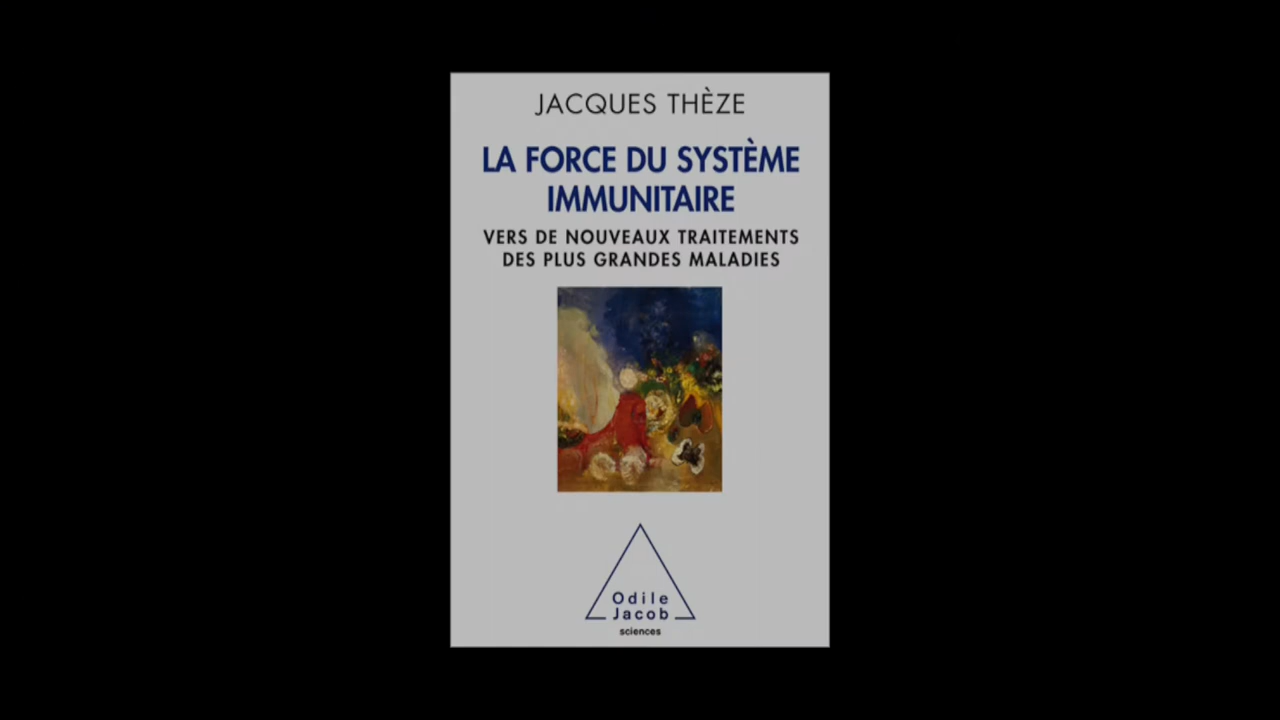 JACQUES THÈZE
LA FORCE DU SYSTÈME
IMMUNITAIRE
VERS DE NOUVEAUX TRAITEMENTS
DES PLUS GRANDES MALADIES
Odile
Jacob
sciences